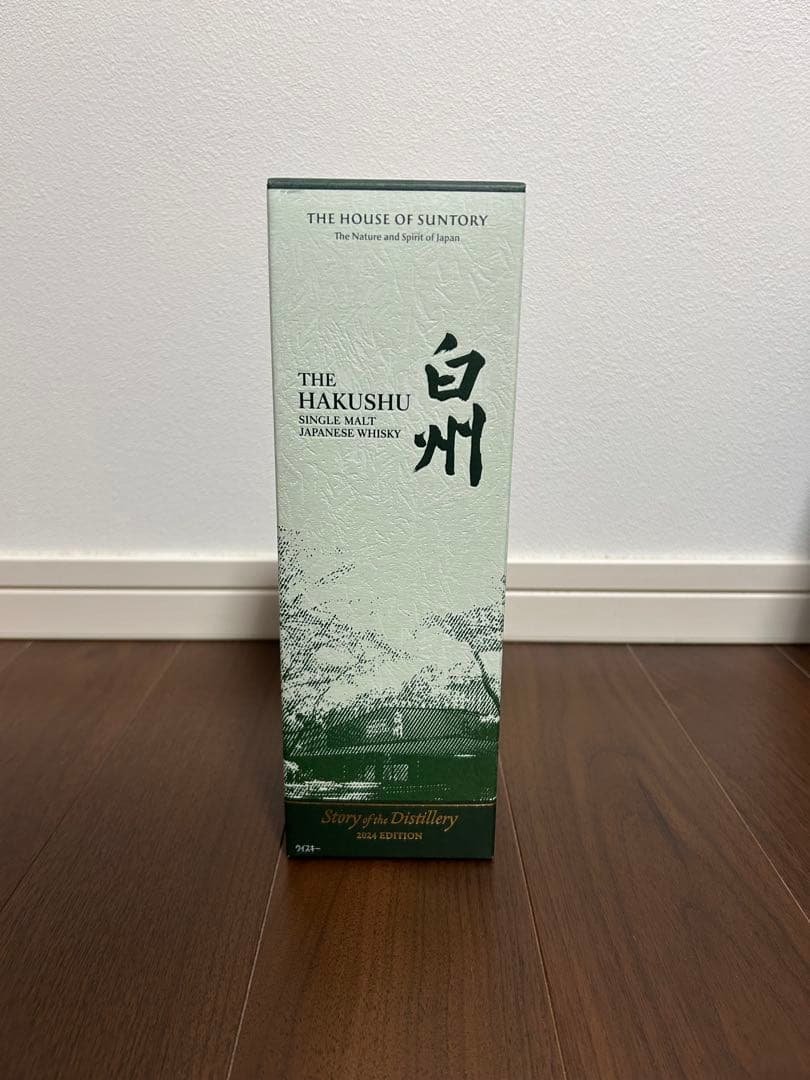 THE HOUSE OF SUNTORY
The Nature and Spirit of Japan
白州
THE
HAKUSHU
SINGLE MALT
JAPANESE WHISKY
Story of the Distillery
2024 EDITION
ウイスキー